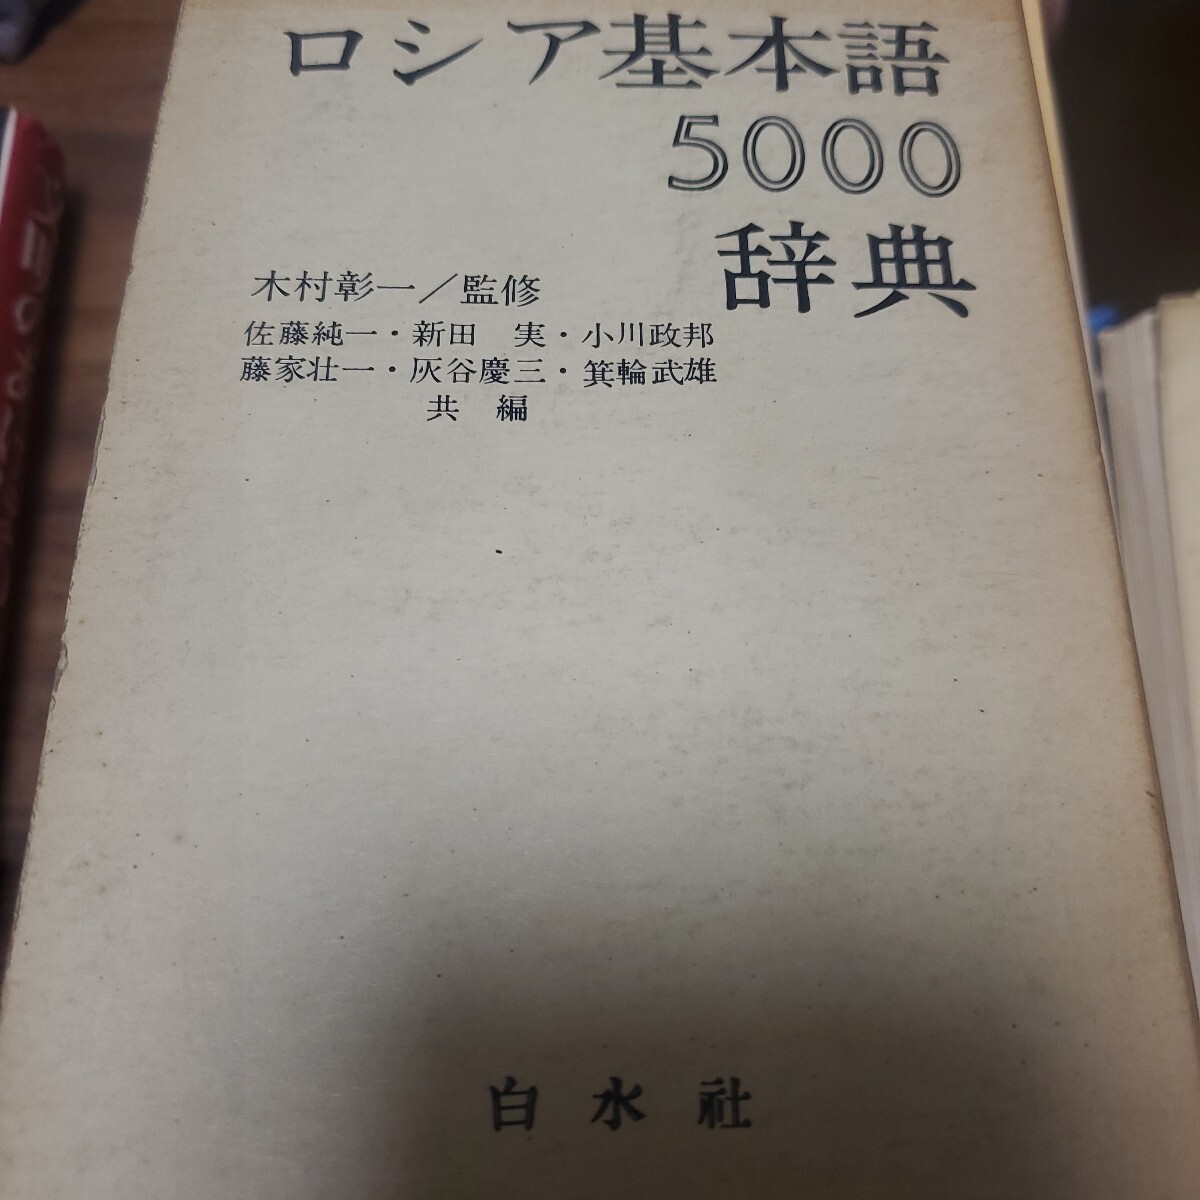 ロシア基本語
5000
辞典
木村彰一／監修
佐藤純一・新田　実・小川政邦
藤家壮一・灰谷慶三・箕輪武雄
共　編
白水社